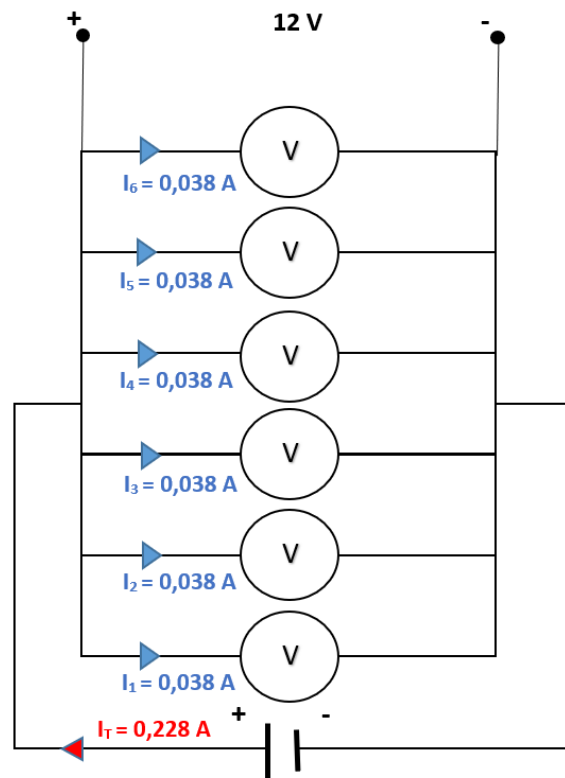 + 12 V -
V
I₆ = 0,038 A
V
I₅ = 0,038 A
V
I₄ = 0,038 A
V
I₃ = 0,038 A
V
I₂ = 0,038 A
V
I₁ = 0,038 A
+ -
I_T = 0,228 A